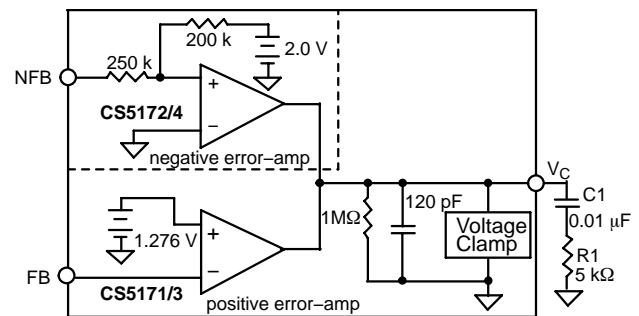 200 k
250 k
2.0 V
NFB
+
CS5172/4
−
negative error−amp
VC
120 pF
C1
1MΩ
Voltage
Clamp
0.01 µF
+
1.276 V
R1
5 kΩ
−
FB
CS5171/3
positive error−amp